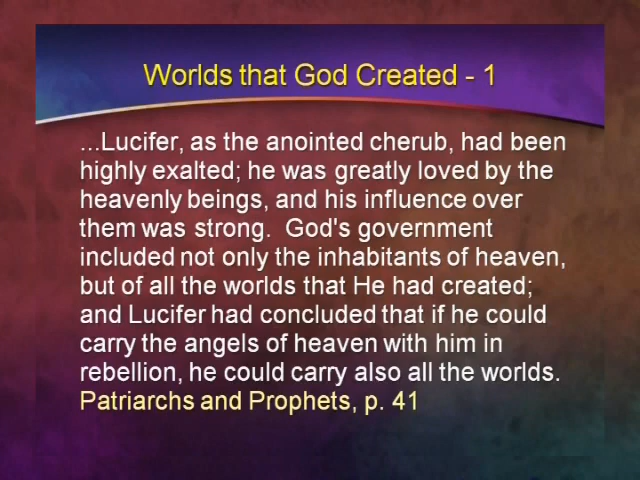 Worlds that God Created - 1
...Lucifer, as the anointed cherub, had been
highly exalted; he was greatly loved by the
heavenly beings, and his influence over
them was strong.  God's government
included not only the inhabitants of heaven,
but of all the worlds that He had created;
and Lucifer had concluded that if he could
carry the angels of heaven with him in
rebellion, he could carry also all the worlds.
Patriarchs and Prophets, p. 41